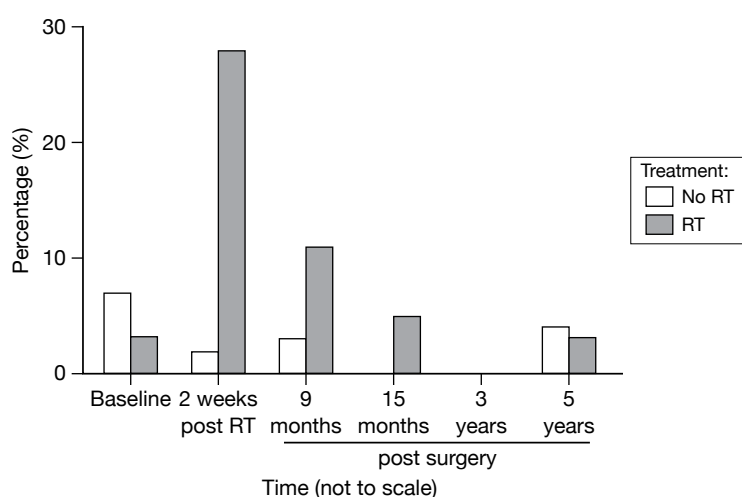 30
20
10
0
Percentage (%)
Treatment:
No RT
RT
Baseline 2 weeks 9 15 3 5
post RT months months years years
post surgery
Time (not to scale)